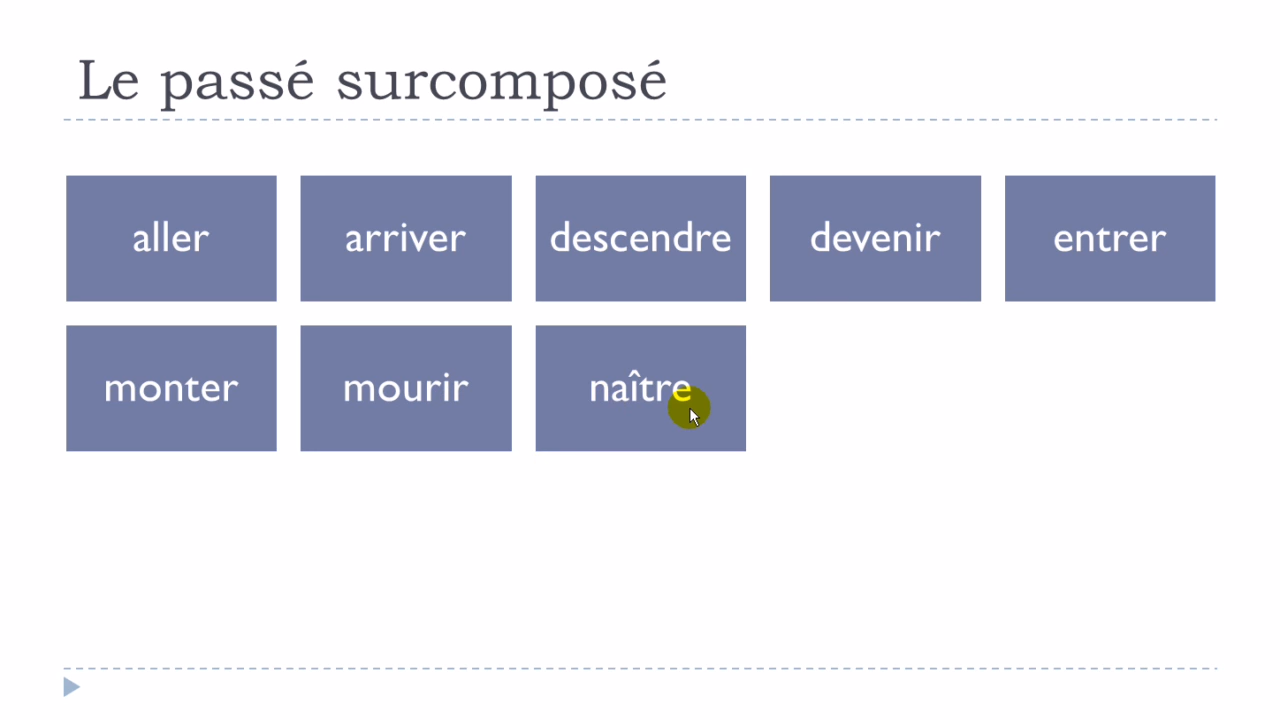 Le passé surcomposé
aller
arriver
descendre
devenir
entrer
monter
mourir
naître